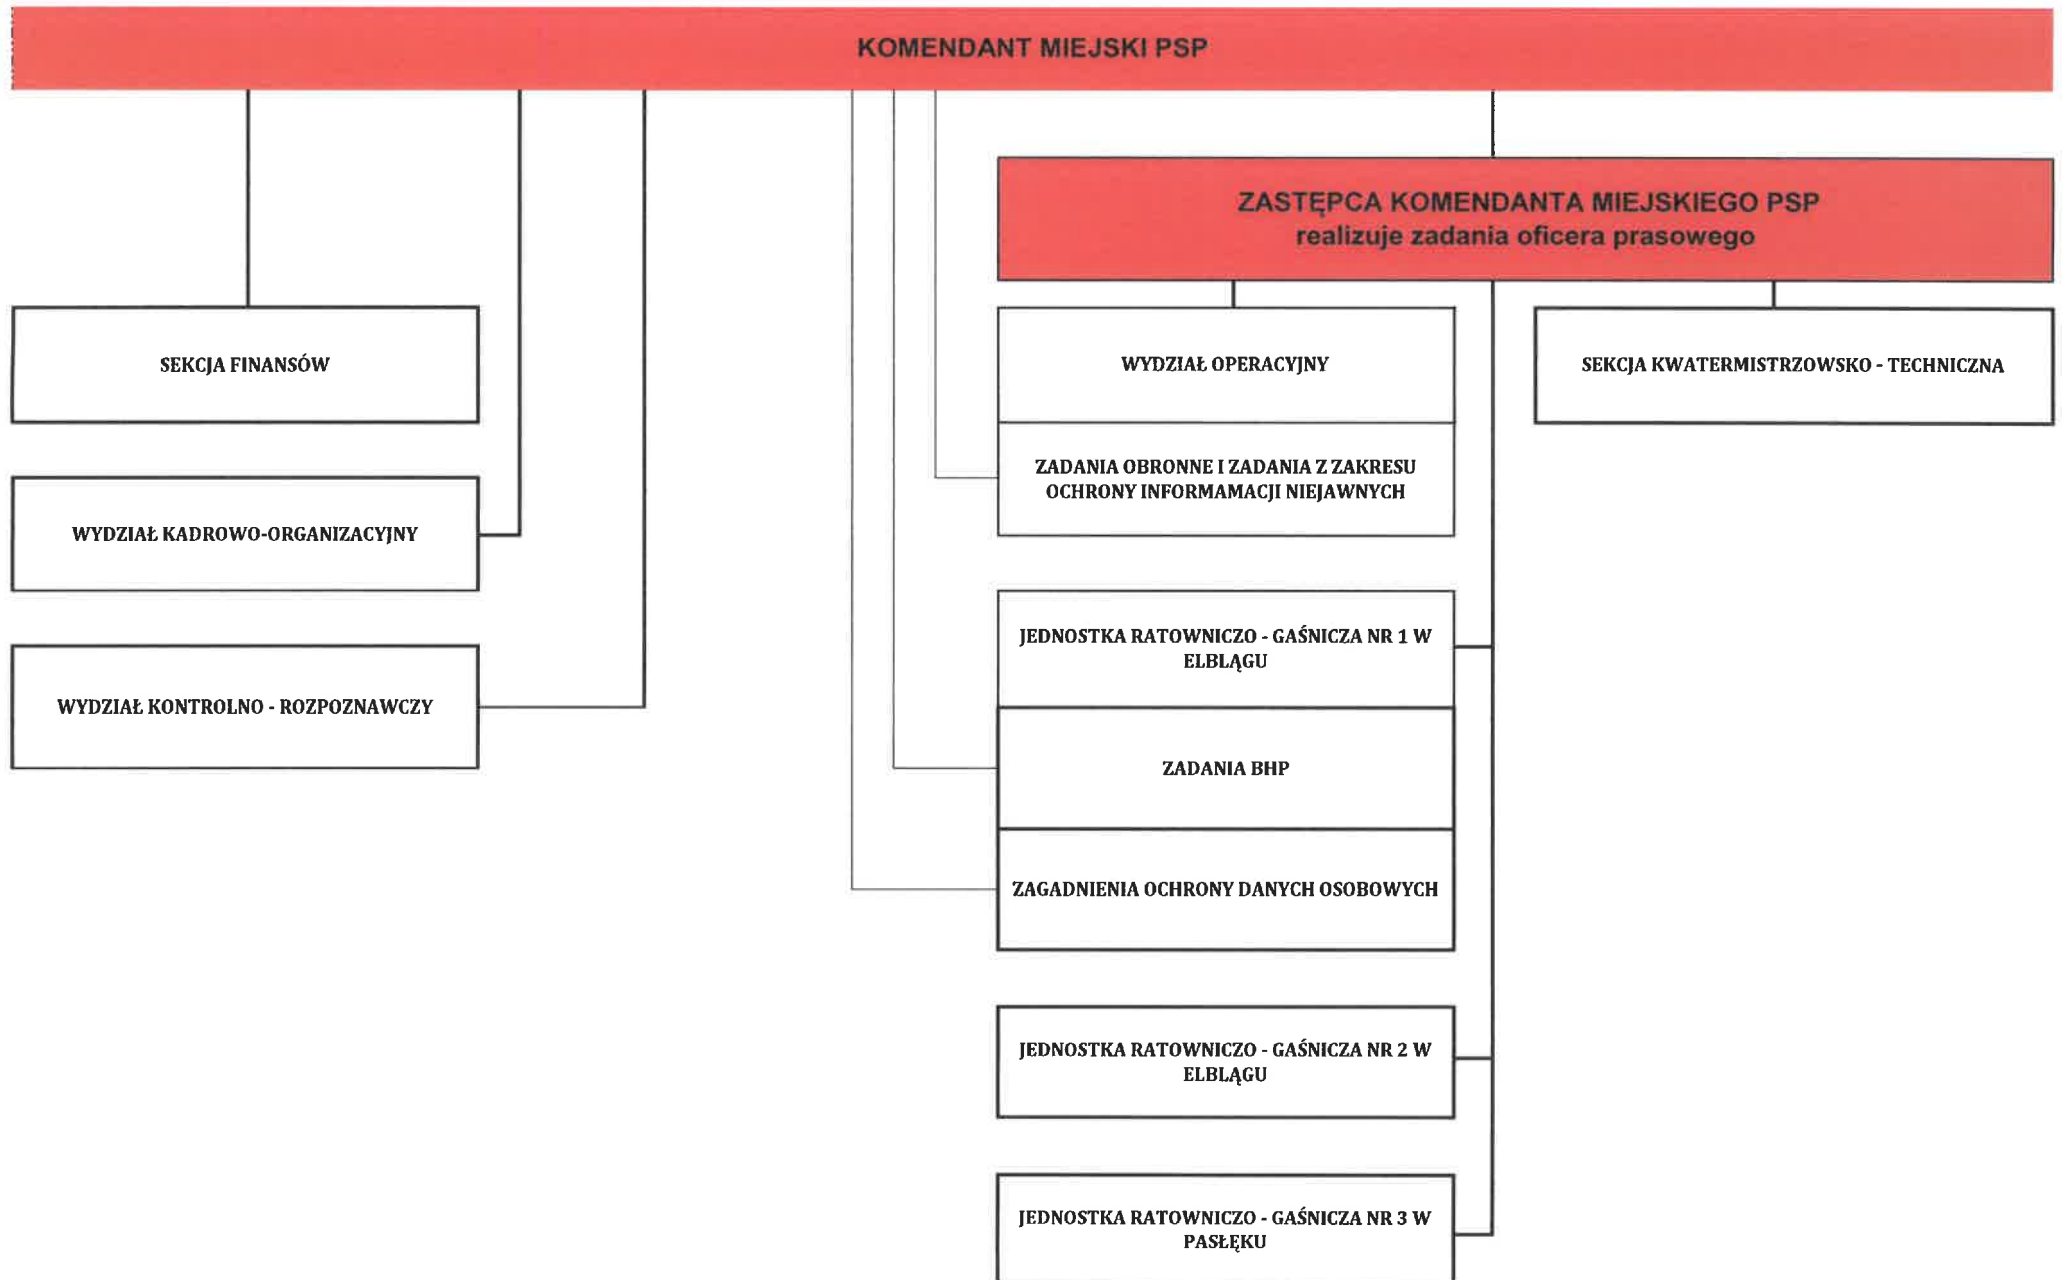 KOMENDANT MIEJSKI PSP
ZASTĘPCA KOMENDANTA MIEJSKIEGO PSP
realizuje zadania oficera prasowego
SEKCJA FINANSÓW
WYDZIAŁ OPERACYJNY
SEKCJA KWATERMISTRZOWSKO - TECHNICZNA
ZADANIA OBRONNE I ZADANIA Z ZAKRESU
OCHRONY INFORMAMACJI NIEJAWNYCH
WYDZIAŁ KADROWO-ORGANIZACYJNY
JEDNOSTKA RATOWNICZO - GAŚNICZA NR 1 W
ELBLĄGU
WYDZIAŁ KONTROLNO - ROZPOZNAWCZY
ZADANIA BHP
ZAGADNIENIA OCHRONY DANYCH OSOBOWYCH
JEDNOSTKA RATOWNICZO - GAŚNICZA NR 2 W
ELBLĄGU
JEDNOSTKA RATOWNICZO - GAŚNICZA NR 3 W
PASŁĘKU